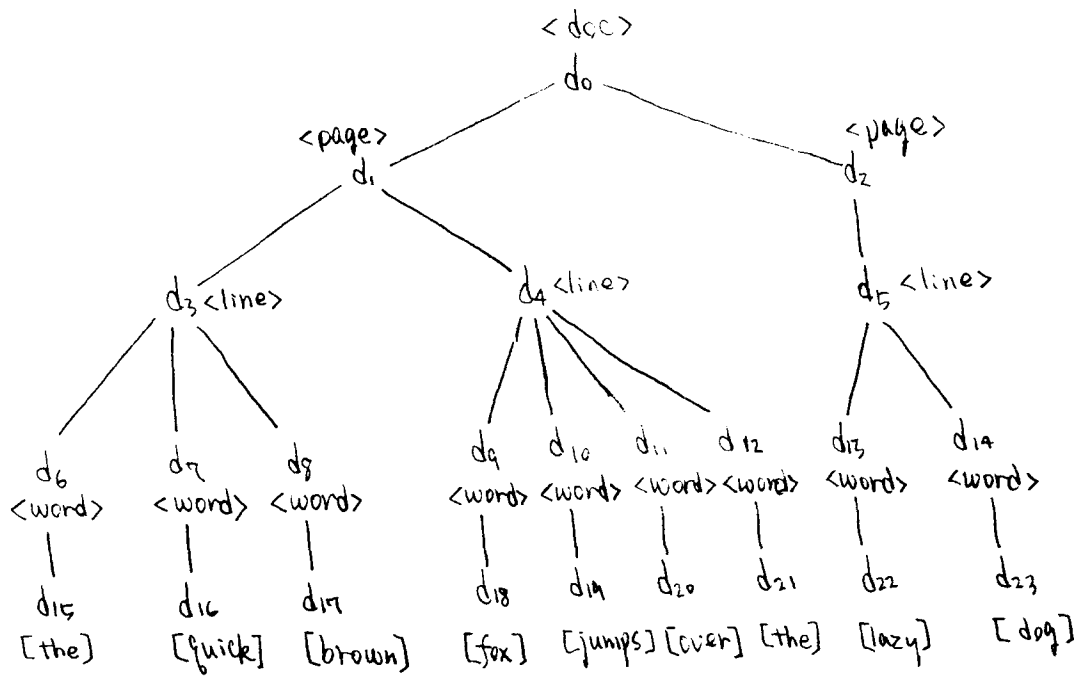 <doc>
d0
<page> <page>
d1 d2
d3 <line> d4 <line> d5 <line>
d6 d7 d8 d9 d10 d11 d12 d13 d14
<word> <word> <word> <word> <word> <word> <word> <word> <word>
d15 d16 d17 d18 d19 d20 d21 d22 d23
[the] [quick] [brown] [fox] [jumps] [over] [the] [lazy] [dog]